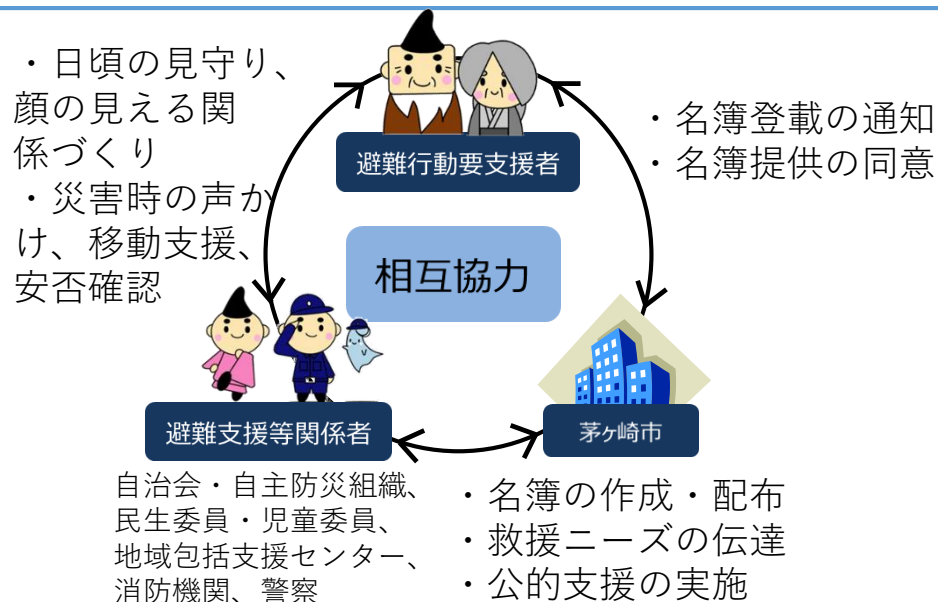 ・日頃の見守り、
顔の見える関
係づくり
・災害時の声か
け、移動支援、
安否確認
避難行動要支援者
・名簿登載の通知
・名簿提供の同意
相互協力
避難支援等関係者
茅ヶ崎市
自治会・自主防災組織、
民生委員・児童委員、
地域包括支援センター、
消防機関、警察
・名簿の作成・配布
・救援ニーズの伝達
・公的支援の実施